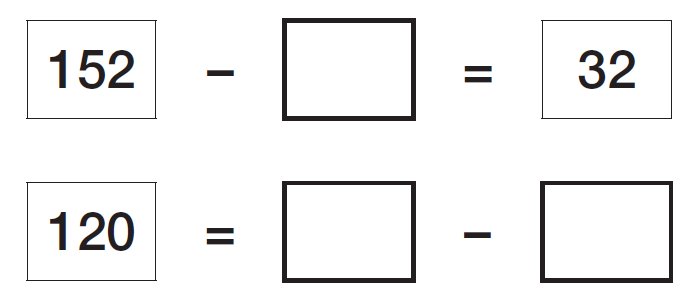 152 – = 32
120 = –